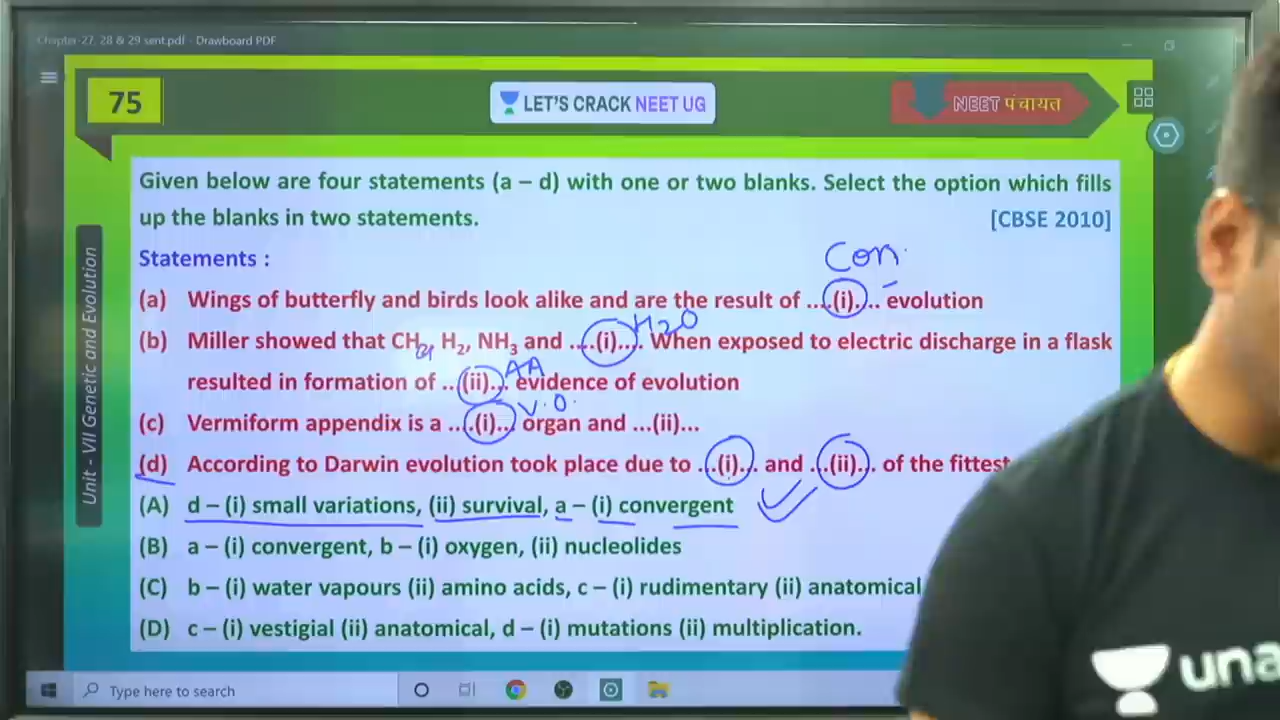 Chapter-27, 28 & 29 sent.pdf - Drawboard PDF
75
LET'S CRACK NEET UG
NEET पंचायत
Given below are four statements (a – d) with one or two blanks. Select the option which fills
up the blanks in two statements.
[CBSE 2010]
Statements :
Con.
(a) Wings of butterfly and birds look alike and are the result of ...(i)... evolution
H2O
(b) Miller showed that CH4, H2, NH3 and ....(i).... When exposed to electric discharge in a flask
AA
resulted in formation of ...(ii)... evidence of evolution
V.O.
(c) Vermiform appendix is a ....(i)... organ and ...(ii)...
(d) According to Darwin evolution took place due to ...(i)... and ...(ii)... of the fittest
(A) d – (i) small variations, (ii) survival, a – (i) convergent
(B) a – (i) convergent, b – (i) oxygen, (ii) nucleolides
(C) b – (i) water vapours (ii) amino acids, c – (i) rudimentary (ii) anatomical
(D) c – (i) vestigial (ii) anatomical, d – (i) mutations (ii) multiplication.
Unit - VII Genetic and Evolution
Type here to search
una